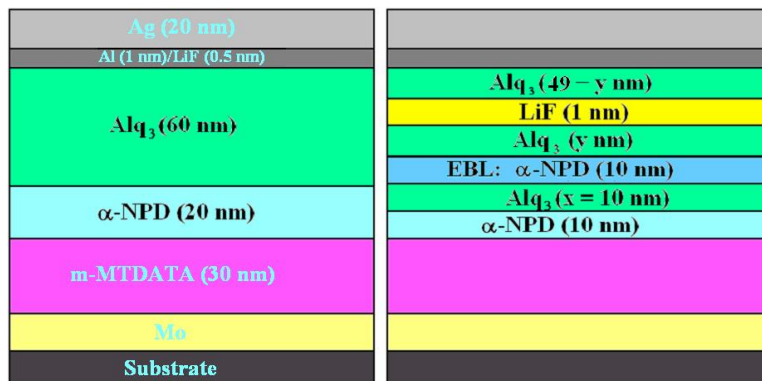 Ag (20 nm)
Al (1 nm)/LiF (0.5 nm)
Alq3 (60 nm)
α-NPD (20 nm)
m-MTDATA (30 nm)
Mo
Substrate
Alq3 (49 – y nm)
LiF (1 nm)
Alq3 (y nm)
EBL: α-NPD (10 nm)
Alq3 (x = 10 nm)
α-NPD (10 nm)